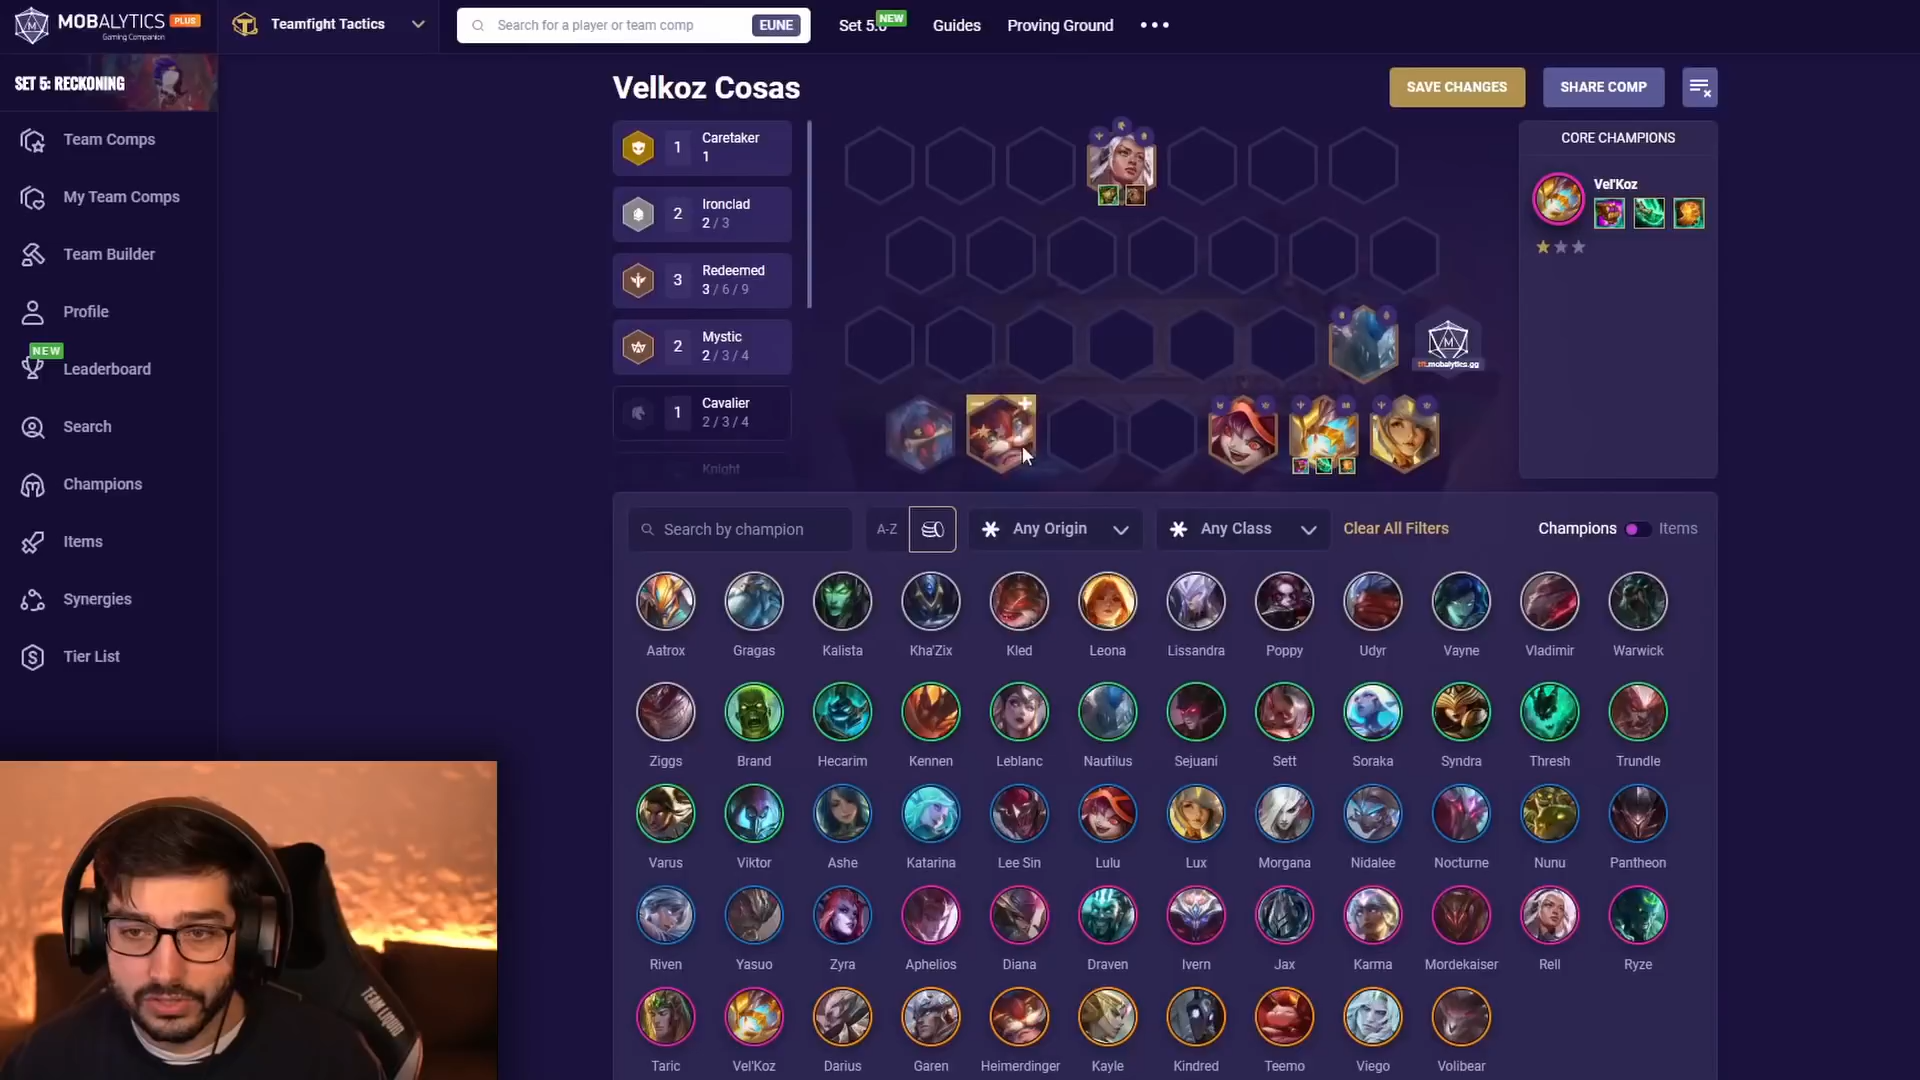 MOBALYTICS PLUS
Gaming Companion
Teamfight Tactics
Search for a player or team comp
EUNE
Set 5.0
NEW
Guides
Proving Ground
SET 5: RECKONING
Team Comps
My Team Comps
Team Builder
Profile
NEW
Leaderboard
Search
Champions
Items
Synergies
Tier List
Velkoz Cosas
SAVE CHANGES
SHARE COMP
1
Caretaker
1
2
Ironclad
2 / 3
3
Redeemed
3 / 6 / 9
2
Mystic
2 / 3 / 4
1
Cavalier
2 / 3 / 4
Knight
M
tft.mobalytics.gg
CORE CHAMPIONS
Vel'Koz
Search by champion
A-Z
Any Origin
Any Class
Clear All Filters
Champions
Items
Aatrox
Gragas
Kalista
Kha'Zix
Kled
Leona
Lissandra
Poppy
Udyr
Vayne
Vladimir
Warwick
Ziggs
Brand
Hecarim
Kennen
Leblanc
Nautilus
Sejuani
Sett
Soraka
Syndra
Thresh
Trundle
Varus
Viktor
Ashe
Katarina
Lee Sin
Lulu
Lux
Morgana
Nidalee
Nocturne
Nunu
Pantheon
Riven
Yasuo
Zyra
Aphelios
Diana
Draven
Ivern
Jax
Karma
Mordekaiser
Rell
Ryze
Taric
Vel'Koz
Darius
Garen
Heimerdinger
Kayle
Kindred
Teemo
Viego
Volibear
TEAM LIQUID